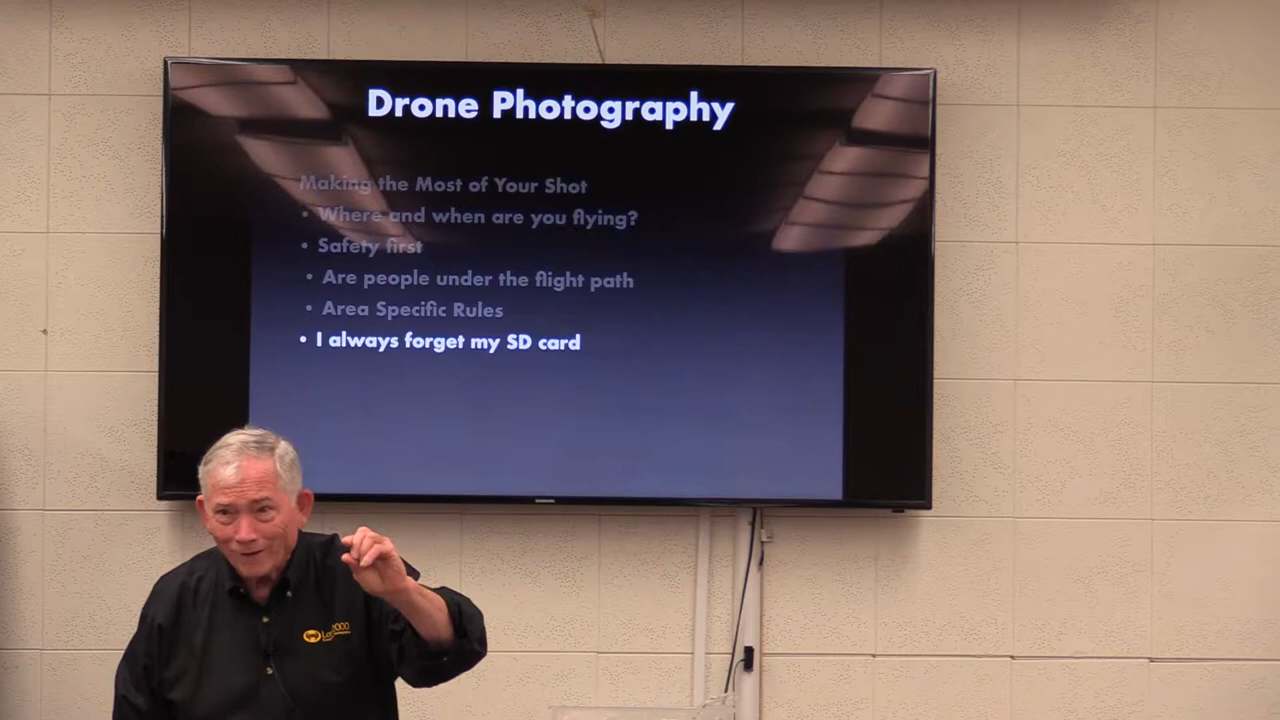 Drone Photography
Making the Most of Your Shot
• Where and when are you flying?
• Safety first
• Are people under the flight path
• Area Specific Rules
• I always forget my SD card
SAMSUNG